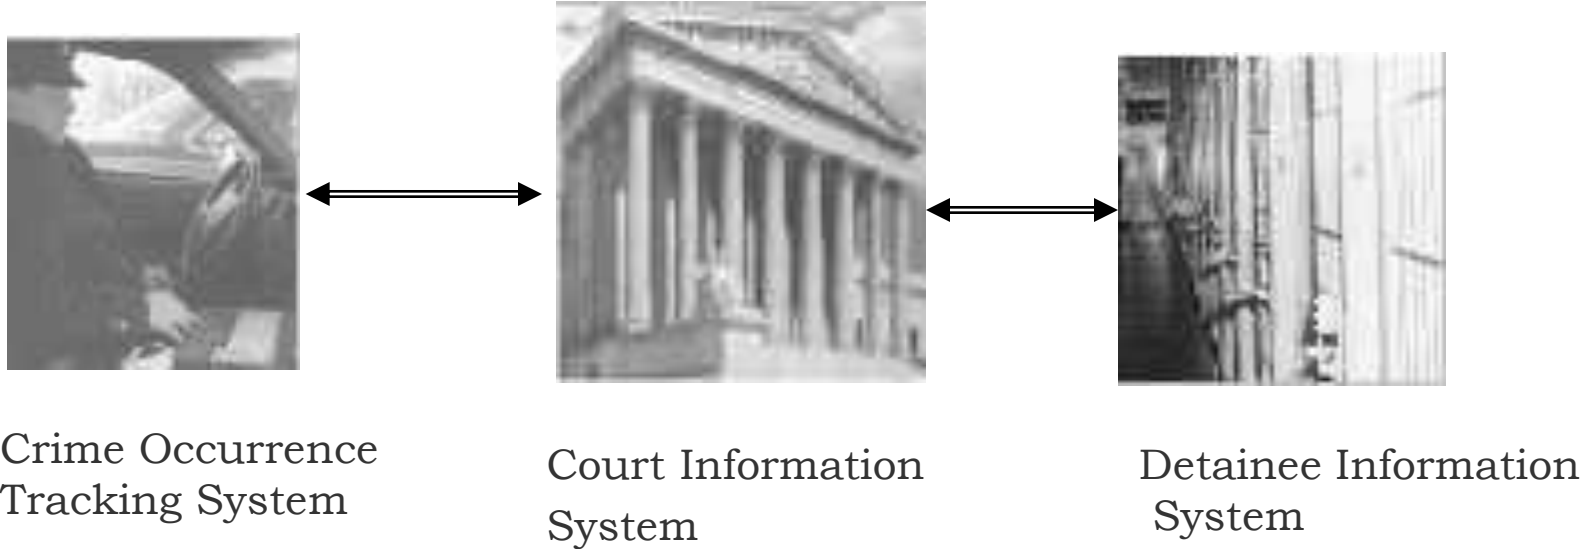 Crime Occurrence
Tracking System
Court Information
System
Detainee Information
System